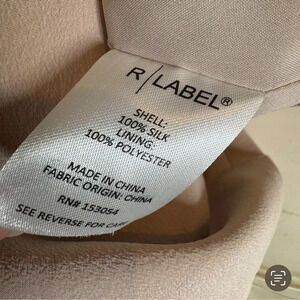 R/LABEL®
SHELL:
100% SILK
LINING:
100% POLYESTER
MADE IN CHINA
FABRIC ORIGIN: CHINA
RN# 153054
SEE REVERSE FOR CARE